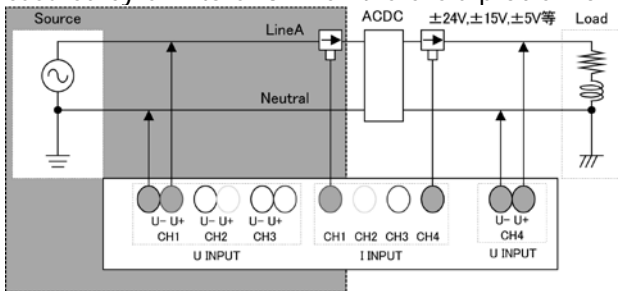 Source
ACDC
±24V,±15V,±5V等
Load
LineA
Neutral
U- U+
U- U+
U- U+
U- U+
CH1
CH2
CH3
CH1 CH2 CH3 CH4
CH4
U INPUT
I INPUT
U INPUT